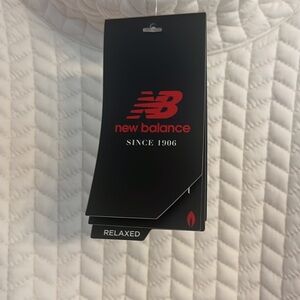 NB
new balance
SINCE 1906
RELAXED